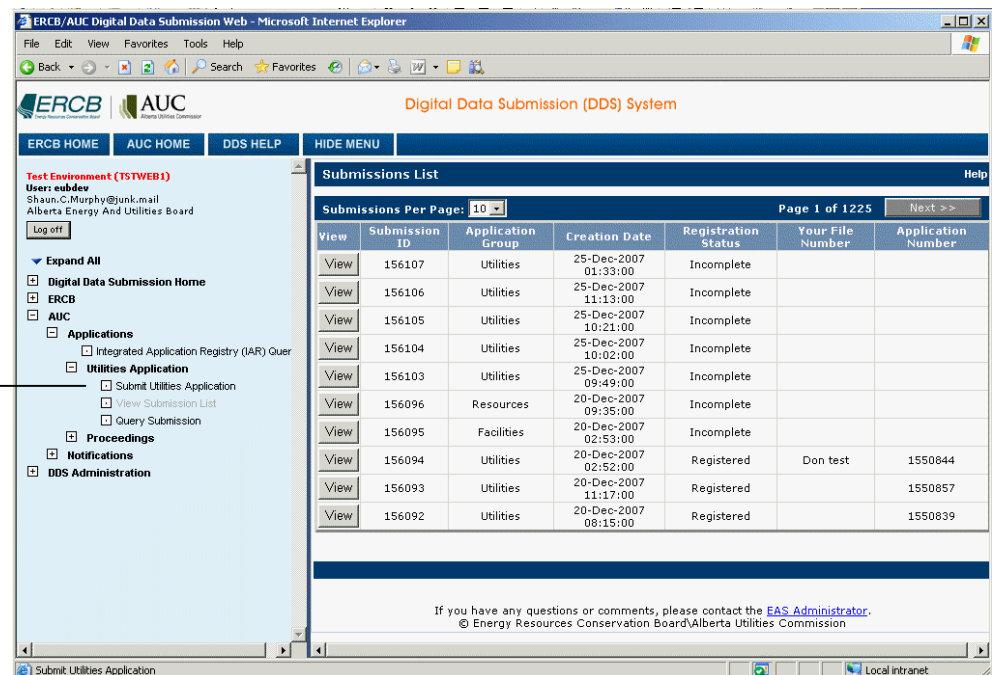 ERCB/AUC Digital Data Submission Web - Microsoft Internet Explorer
File Edit View Favorites Tools Help
Back Search Favorites
ERCB AUC
Energy Resources Conservation Board Alberta Utilities Commission
Digital Data Submission (DDS) System
ERCB HOME AUC HOME DDS HELP HIDE MENU
Test Environment (TSTWEB1)
User: eubdev
Shaun.C.Murphy@junk.mail
Alberta Energy And Utilities Board
Log off
Expand All
Digital Data Submission Home
ERCB
AUC
Applications
Integrated Application Registry (IAR) Quer
Utilities Application
Submit Utilities Application
View Submission List
Query Submission
Proceedings
Notifications
DDS Administration
Submissions List Help
Submissions Per Page: 10 Page 1 of 1225 Next >>
View Submission ID Application Group Creation Date Registration Status Your File Number Application Number
View 156107 Utilities 25-Dec-2007 01:33:00 Incomplete
View 156106 Utilities 25-Dec-2007 11:13:00 Incomplete
View 156105 Utilities 25-Dec-2007 10:21:00 Incomplete
View 156104 Utilities 25-Dec-2007 10:02:00 Incomplete
View 156103 Utilities 25-Dec-2007 09:49:00 Incomplete
View 156096 Resources 20-Dec-2007 09:35:00 Incomplete
View 156095 Facilities 20-Dec-2007 02:53:00 Incomplete
View 156094 Utilities 20-Dec-2007 02:52:00 Registered Don test 1550844
View 156093 Utilities 20-Dec-2007 11:17:00 Registered 1550857
View 156092 Utilities 20-Dec-2007 08:15:00 Registered 1550839
If you have any questions or comments, please contact the EAS Administrator.
© Energy Resources Conservation Board\Alberta Utilities Commission
Submit Utilities Application Local intranet